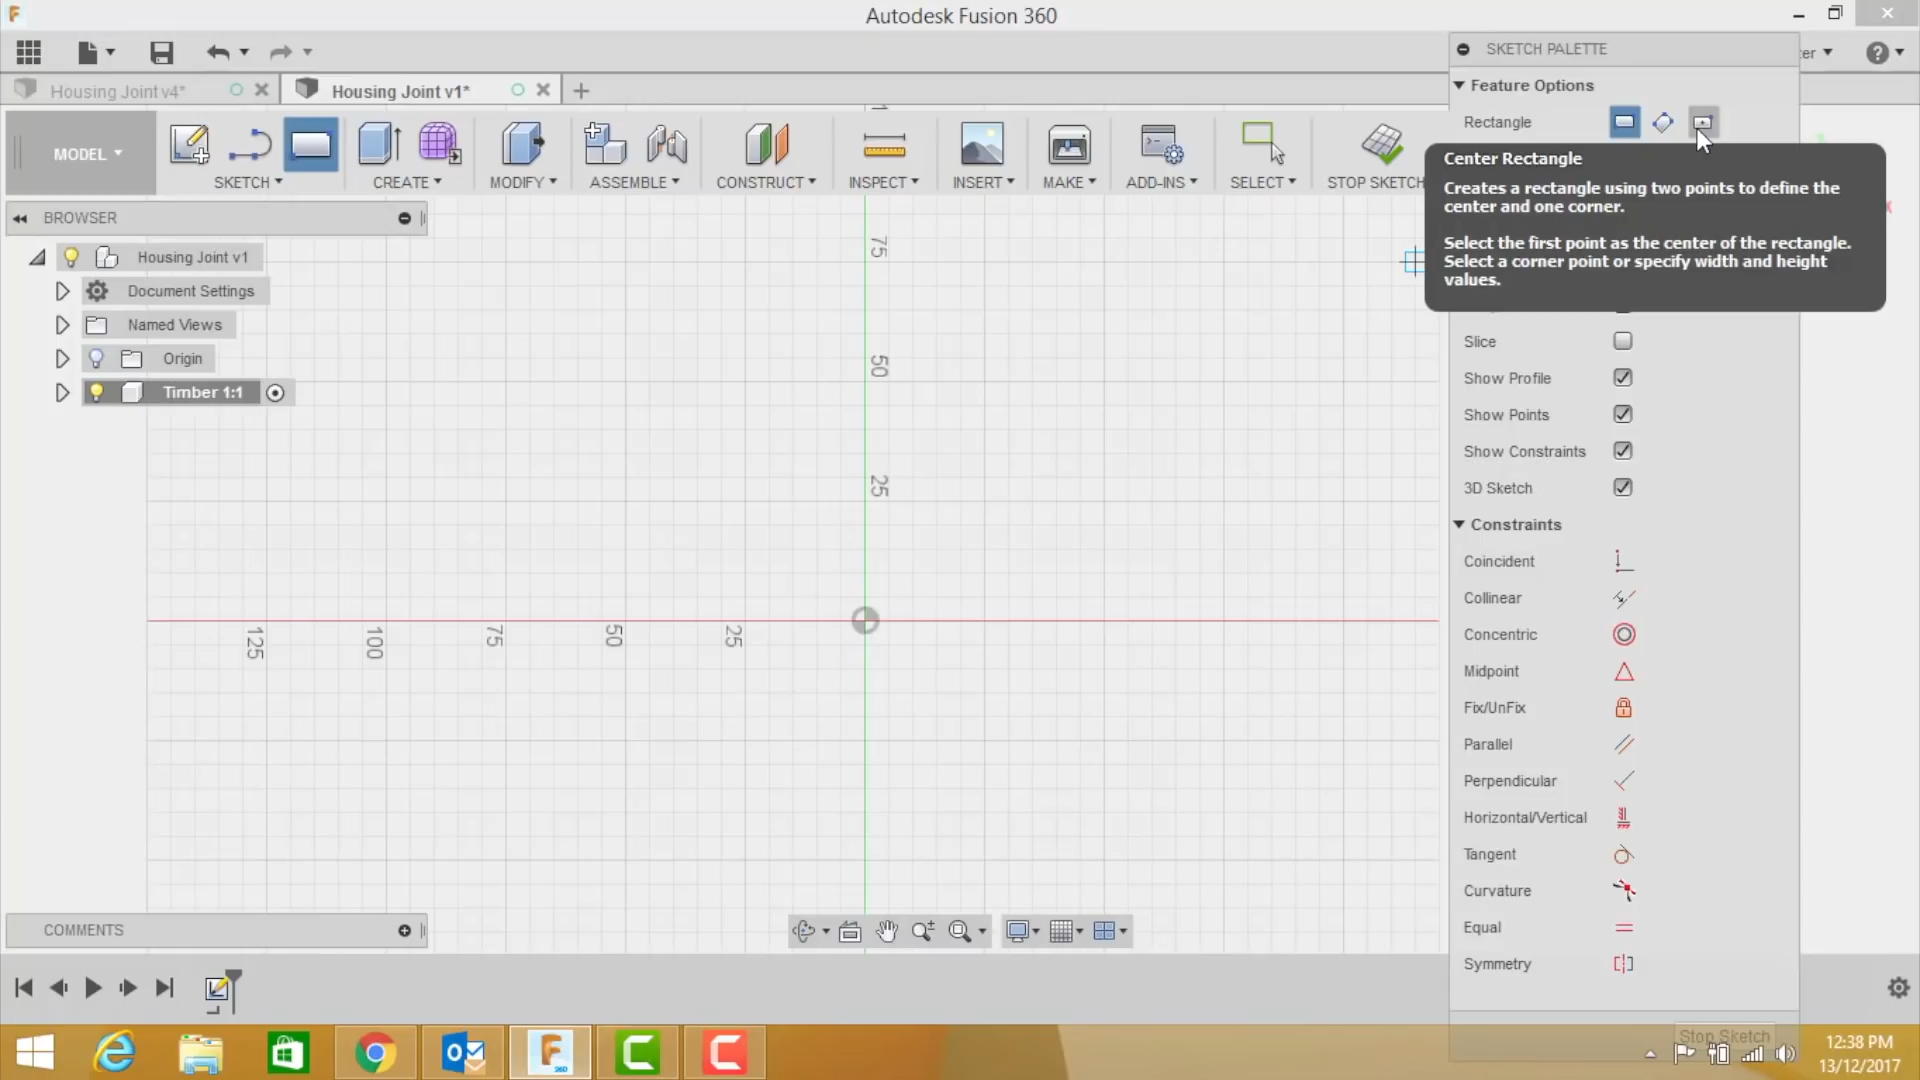 Autodesk Fusion 360
Housing Joint v4*
Housing Joint v1*
MODEL
SKETCH
CREATE
MODIFY
ASSEMBLE
CONSTRUCT
INSPECT
INSERT
MAKE
ADD-INS
SELECT
STOP SKETCH
BROWSER
Housing Joint v1
Document Settings
Named Views
Origin
Timber 1:1
75
50
25
125
100
75
50
25
SKETCH PALETTE
Feature Options
Rectangle
Center Rectangle
Creates a rectangle using two points to define the
center and one corner.
Select the first point as the center of the rectangle.
Select a corner point or specify width and height
values.
Slice
Show Profile
Show Points
Show Constraints
3D Sketch
Constraints
Coincident
Collinear
Concentric
Midpoint
Fix/UnFix
Parallel
Perpendicular
Horizontal/Vertical
Tangent
Curvature
Equal
Symmetry
Stop Sketch
COMMENTS
12:38 PM
13/12/2017